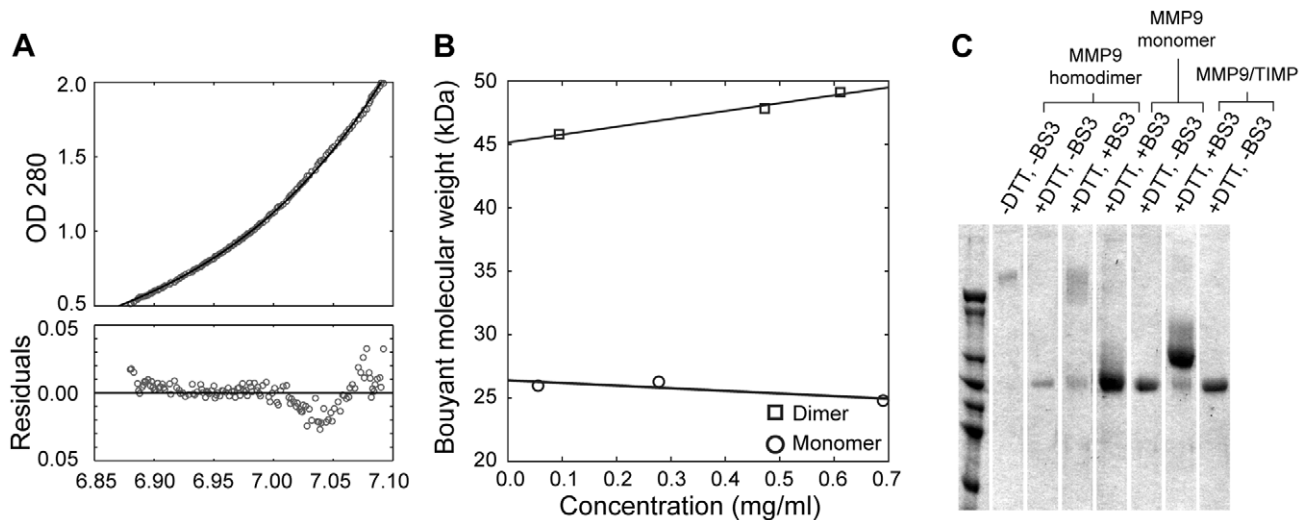 A
OD 280
2.0
1.5
1.0
0.5
Residuals
0.05
0.00
0.05
6.85 6.90 6.95 7.00 7.05 7.10
B
Bouyant molecular weight (kDa)
50
45
40
35
30
25
20
Dimer
Monomer
0.0 0.1 0.2 0.3 0.4 0.5 0.6 0.7
Concentration (mg/ml)
C
MMP9
homodimer
MMP9
monomer
MMP9/TIMP
-DTT, -BS3
+DTT, -BS3
+DTT, +BS3
+DTT, +BS3
+DTT, -BS3
+DTT, +BS3
+DTT, -BS3